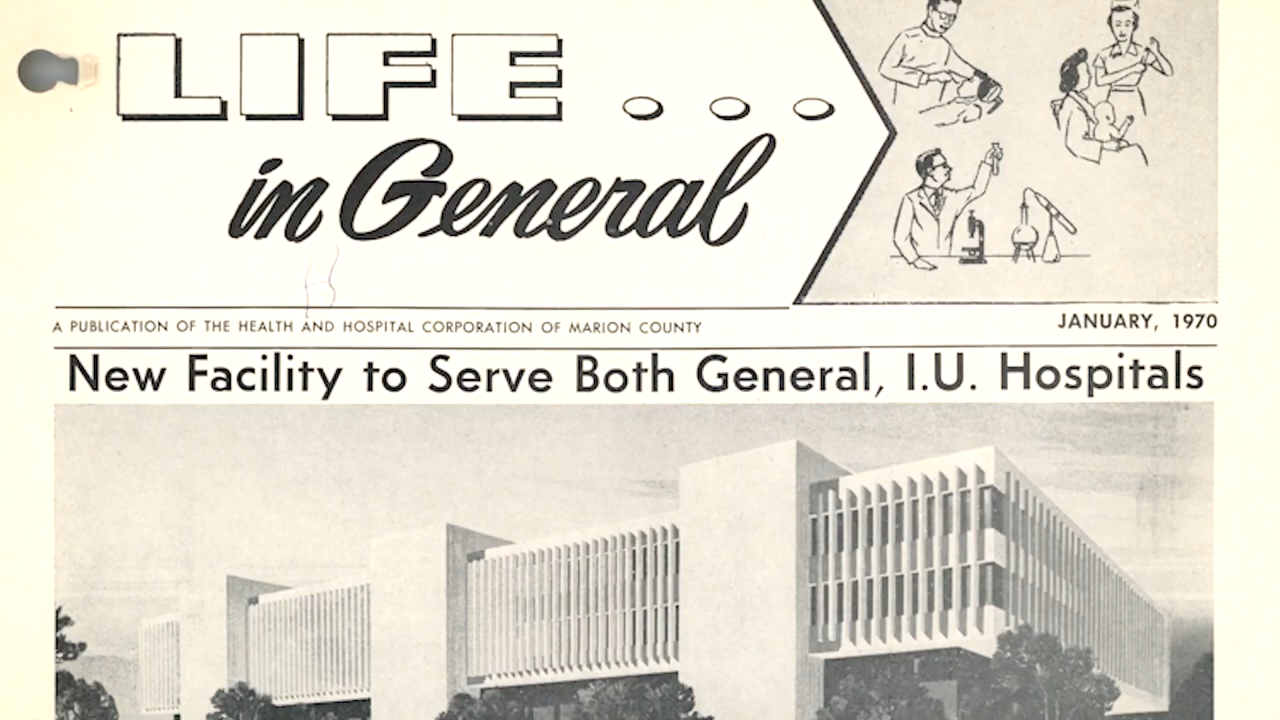 LIFE . . .
in General
A PUBLICATION OF THE HEALTH AND HOSPITAL CORPORATION OF MARION COUNTY
JANUARY, 1970
New Facility to Serve Both General, I.U. Hospitals